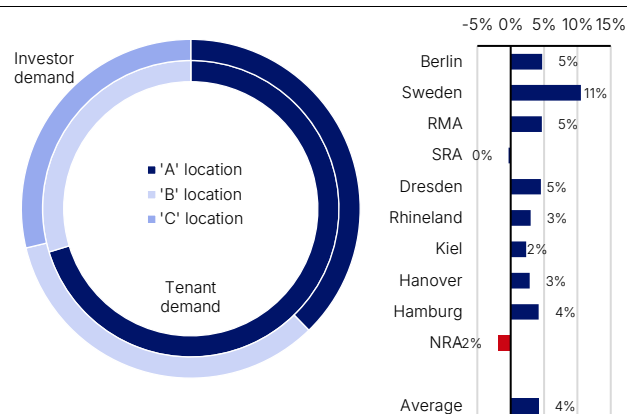 Investor
demand
'A' location
'B' location
'C' location
Tenant
demand
-5% 0% 5% 10% 15%
Berlin 5%
Sweden 11%
RMA 5%
SRA 0%
Dresden 5%
Rhineland 3%
Kiel 2%
Hanover 3%
Hamburg 4%
NRA 2%
Average 4%